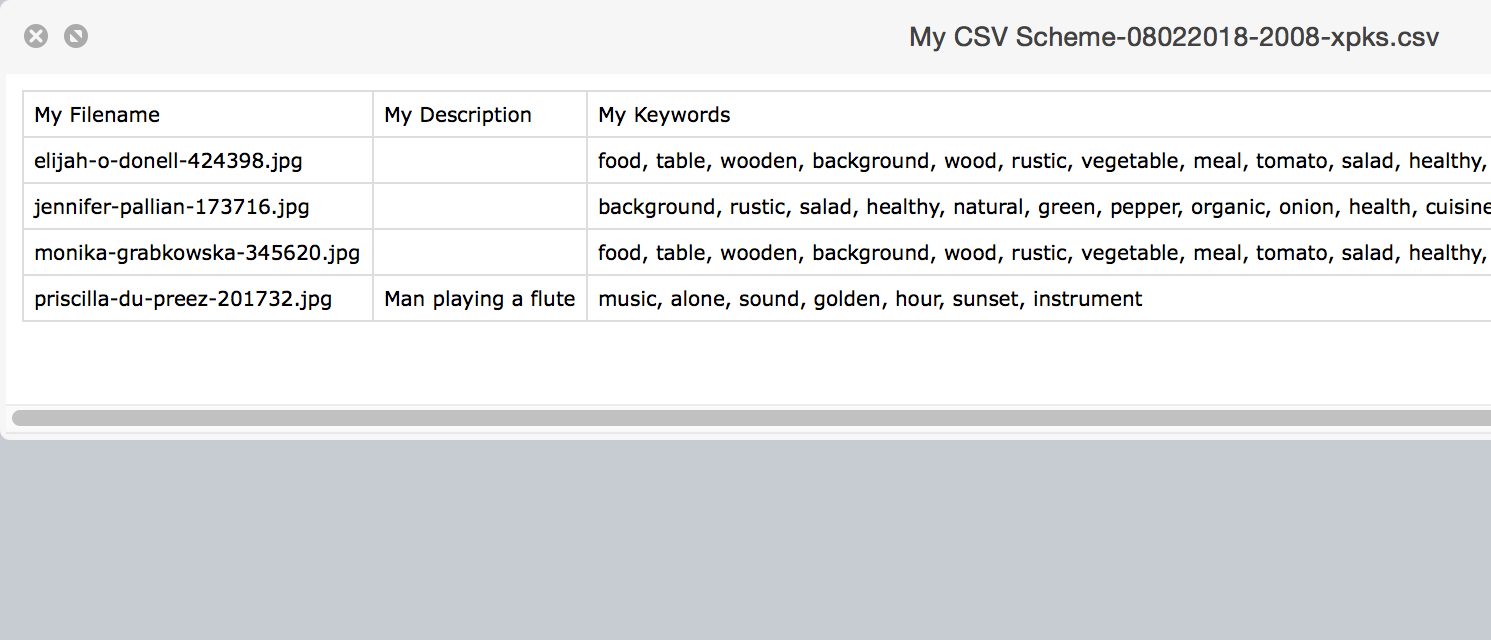 My CSV Scheme-08022018-2008-xpks.csv
My Filename My Description My Keywords
elijah-o-donell-424398.jpg food, table, wooden, background, wood, rustic, vegetable, meal, tomato, salad, healthy,
jennifer-pallian-173716.jpg background, rustic, salad, healthy, natural, green, pepper, organic, onion, health, cuisine
monika-grabkowska-345620.jpg food, table, wooden, background, wood, rustic, vegetable, meal, tomato, salad, healthy,
priscilla-du-preez-201732.jpg Man playing a flute music, alone, sound, golden, hour, sunset, instrument